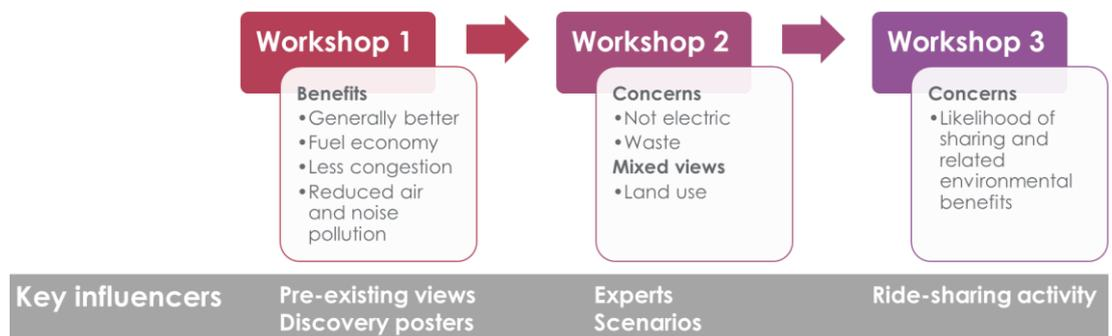 Workshop 1
Benefits
•Generally better
•Fuel economy
•Less congestion
•Reduced air
and noise
pollution
Workshop 2
Concerns
•Not electric
•Waste
Mixed views
•Land use
Workshop 3
Concerns
•Likelihood of
sharing and
related
environmental
benefits
Key influencers
Pre-existing views
Discovery posters
Experts
Scenarios
Ride-sharing activity